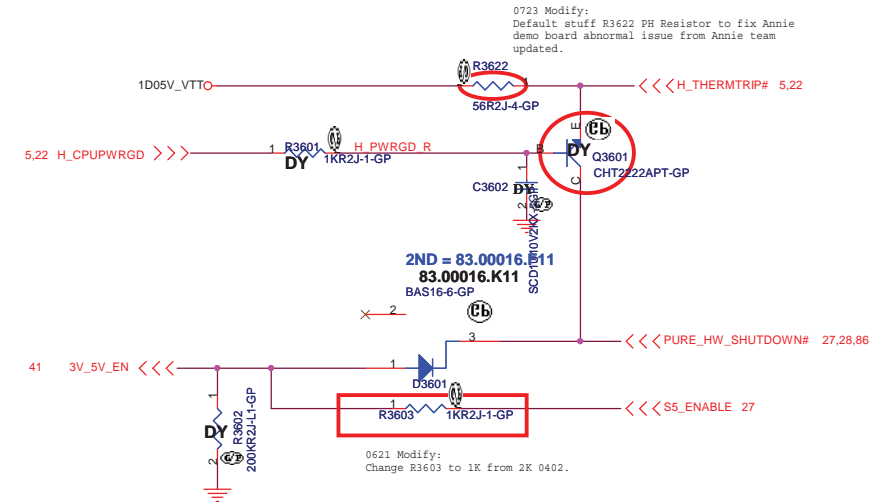 0723 Modify:
Default stuff R3622 PH Resistor to fix Annie
demo board abnormal issue from Annie team
updated.
R3622
1
1D05V_VTT
H_THERMTRIP# 5,22
56R2J-4-GP
E
5,22 H_CPUPWRGD
1
R3601
DY
1KR2J-1-GP
H_PWRGD_R
B
DY
Q3601
CHT2222APT-GP
C
1
C3602
DY
2
2ND = 83.00016.F11
83.00016.K11
BAS16-6-GP
2
3
PURE_HW_SHUTDOWN# 27,28,86
41 3V_5V_EN
1
D3601
1
R3603
1KR2J-1-GP
S5_ENABLE 27
1
DY
R3602
200KR2J-L1-GP
2
0621 Modify:
Change R3603 to 1K from 2K 0402.